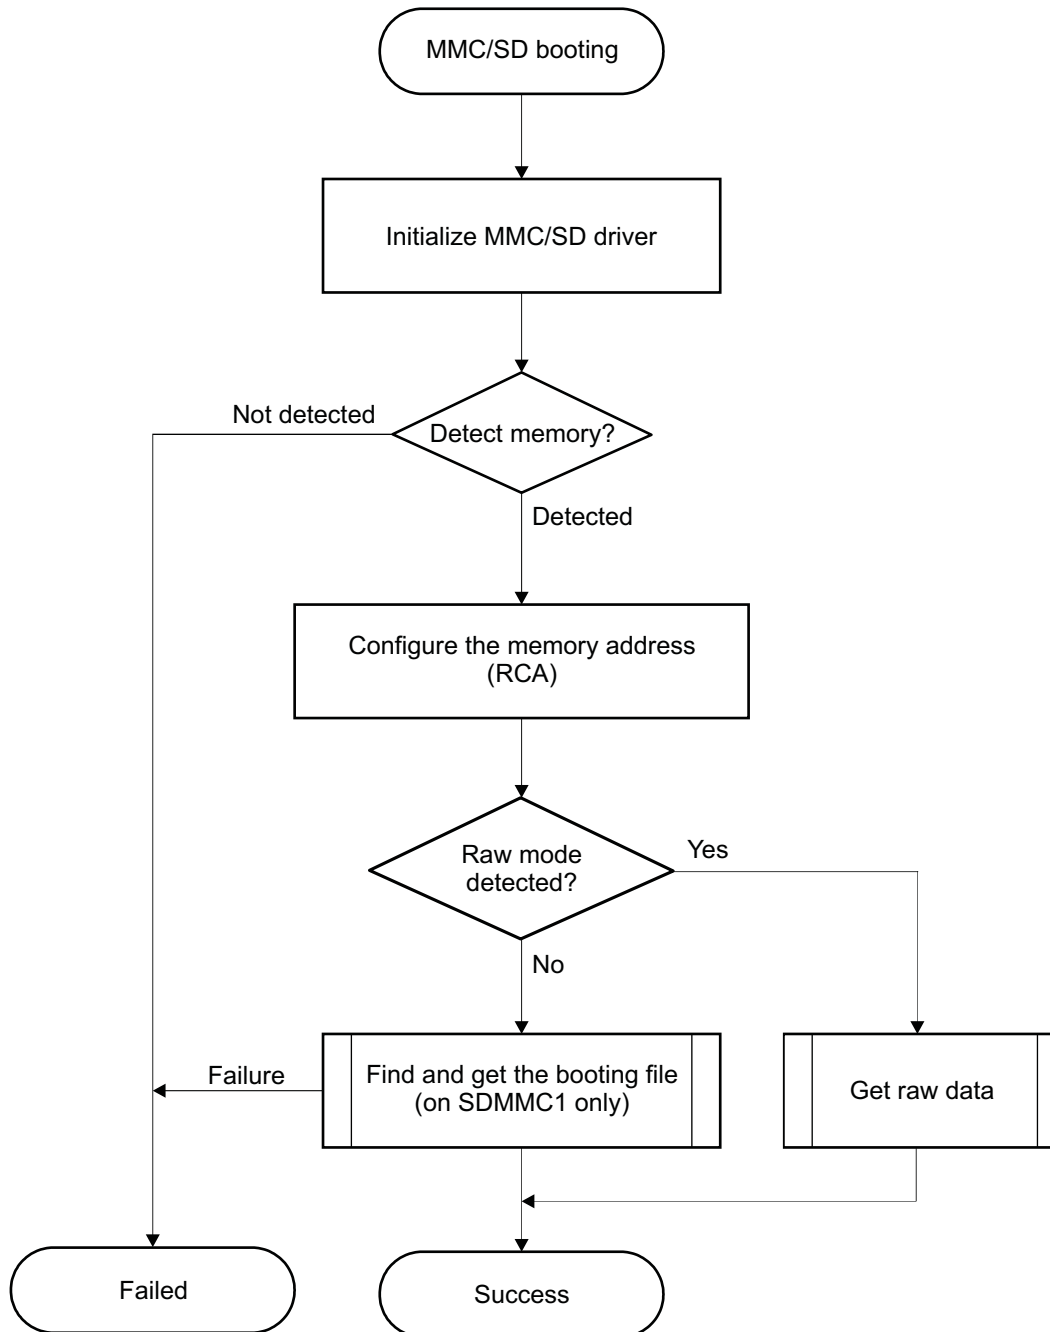 MMC/SD booting
Initialize MMC/SD driver
Not detected
Detect memory?
Detected
Configure the memory address
(RCA)
Raw mode
detected?
Yes
No
Failure
Find and get the booting file
(on SDMMC1 only)
Get raw data
Failed
Success